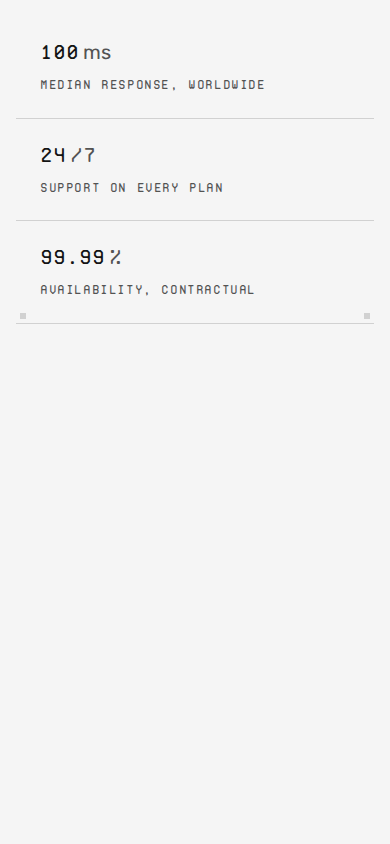 100 ms
MEDIAN RESPONSE, WORLDWIDE
24/7
SUPPORT ON EVERY PLAN
99.99%
AVAILABILITY, CONTRACTUAL